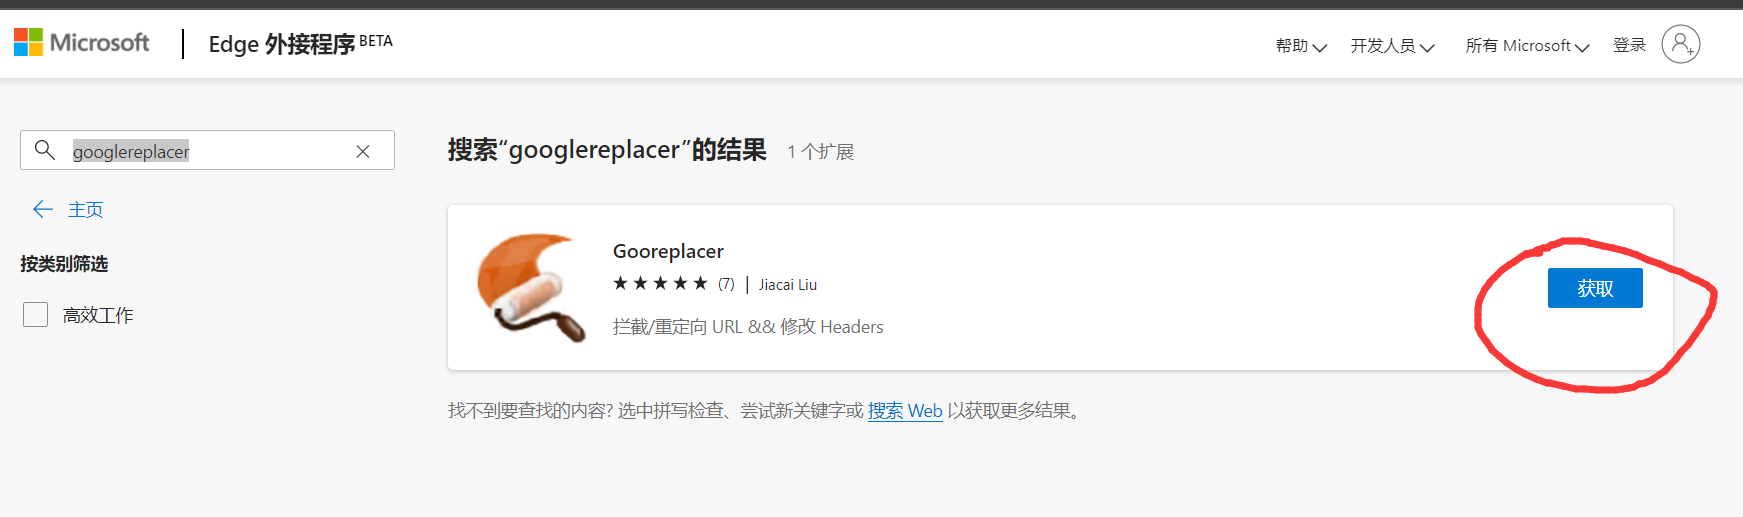 Microsoft | Edge 外接程序 BETA 帮助 开发人员 所有 Microsoft 登录
googlereplacer
主页
按类别筛选
高效工作
搜索“googlereplacer”的结果 1 个扩展
Gooreplacer
★★★★★ (7) | Jiacai Liu
拦截/重定向 URL && 修改 Headers
获取
找不到要查找的内容? 选中拼写检查、尝试新关键字或 搜索 Web 以获取更多结果。